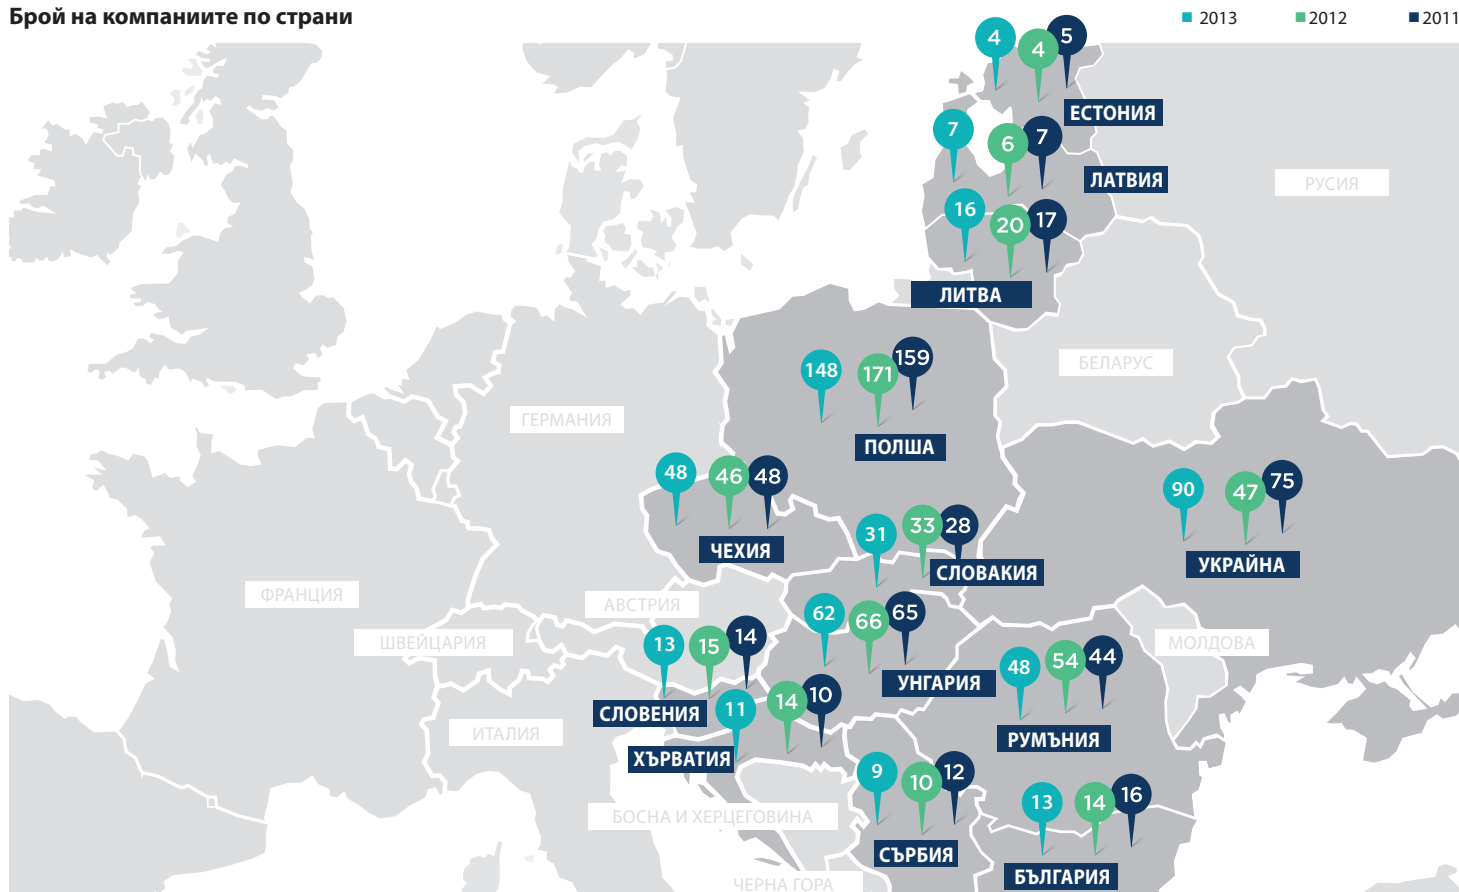 Брой на компаниите по страни
2013 2012 2011
4 4 5
ЕСТОНИЯ
7 6 7
ЛАТВИЯ
РУСИЯ
16 20 17
ЛИТВА
БЕЛАРУС
148 171 159
ПОЛША
ГЕРМАНИЯ
48 46 48
ЧЕХИЯ
90 47 75
УКРАЙНА
31 33 28
СЛОВАКИЯ
ФРАНЦИЯ
АВСТРИЯ
ШВЕЙЦАРИЯ
62 66 65
УНГАРИЯ
МОЛДОВА
13 15 14
СЛОВЕНИЯ
48 54 44
РУМЪНИЯ
11 14 10
ХЪРВАТИЯ
ИТАЛИЯ
9 10 12
СЪРБИЯ
13 14 16
БЪЛГАРИЯ
БОСНА И ХЕРЦЕГОВИНА
ЧЕРНА ГОРА